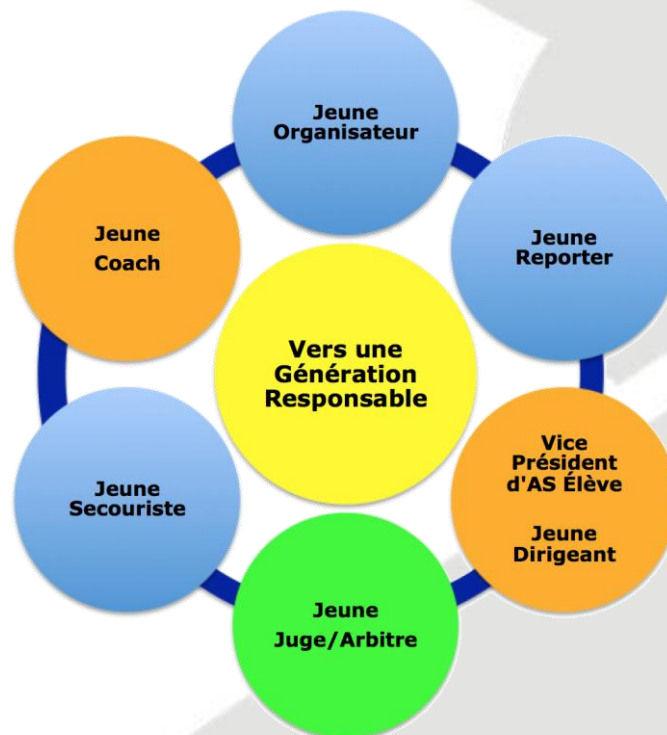 Jeune
Organisateur
Jeune
Reporter
Vice
Président
d'AS Élève
Jeune
Dirigeant
Jeune
Juge/Arbitre
Jeune
Secouriste
Jeune
Coach
Vers une
Génération
Responsable